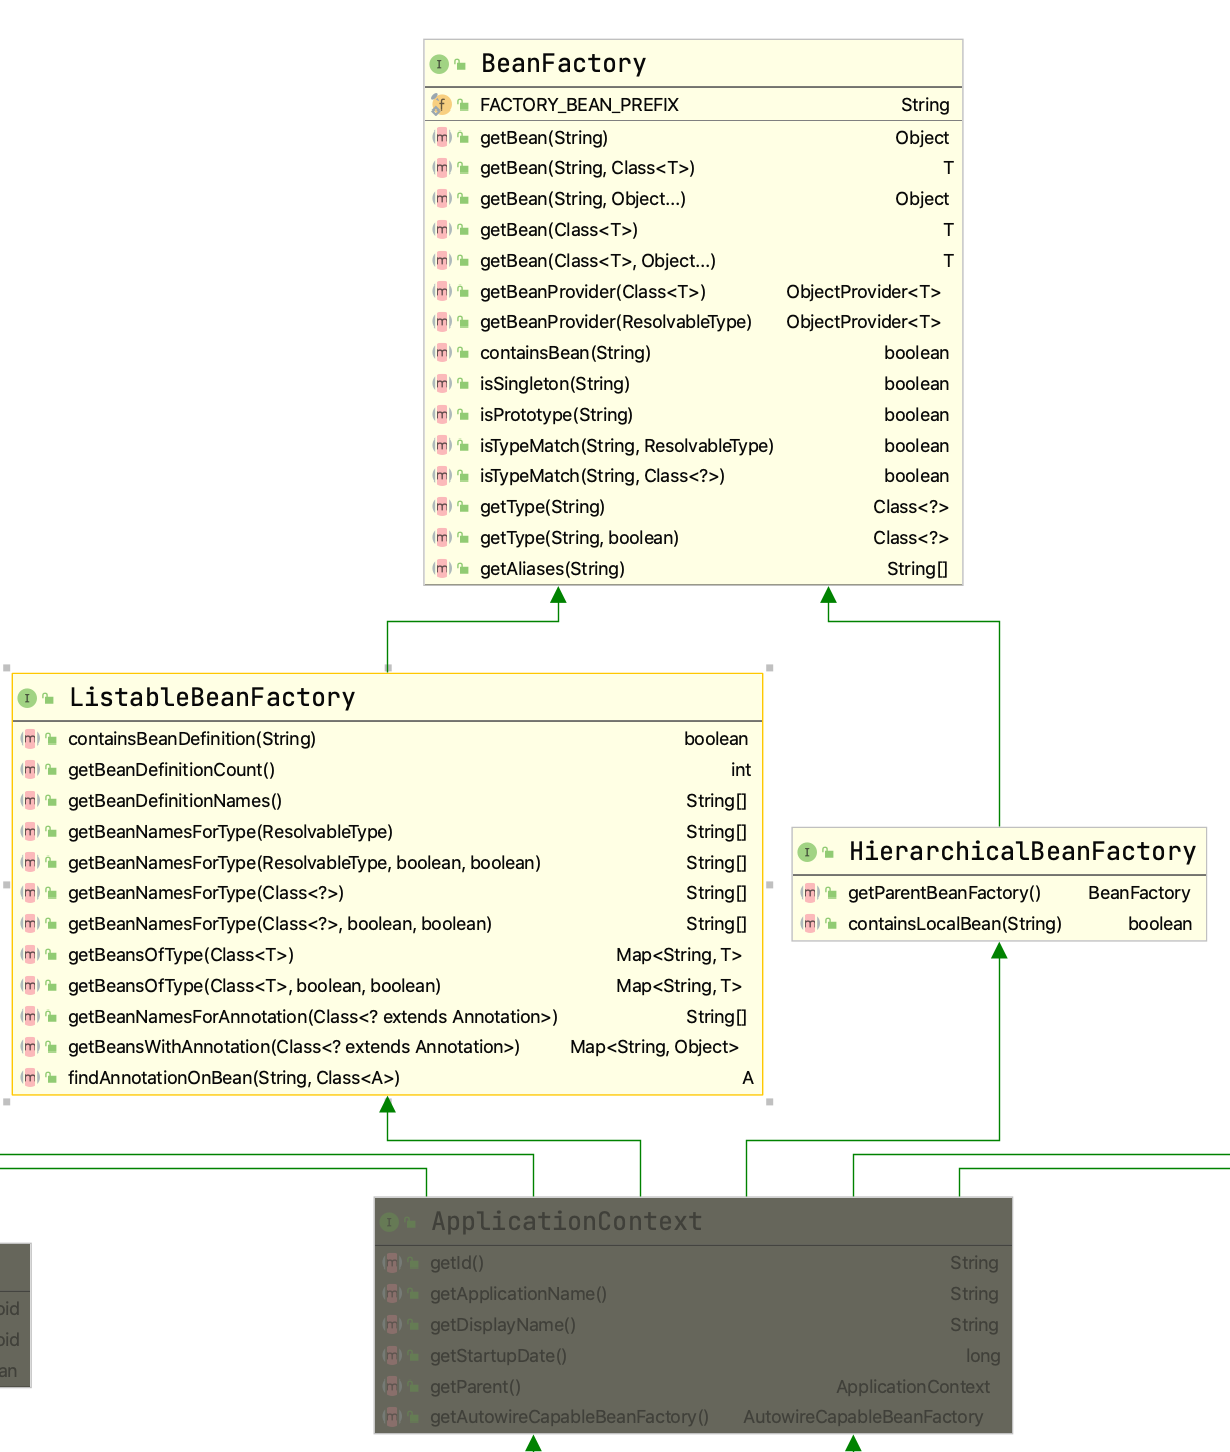 BeanFactory
FACTORY_BEAN_PREFIX String
getBean(String) Object
getBean(String, Class<T>) T
getBean(String, Object...) Object
getBean(Class<T>) T
getBean(Class<T>, Object...) T
getBeanProvider(Class<T>) ObjectProvider<T>
getBeanProvider(ResolvableType) ObjectProvider<T>
containsBean(String) boolean
isSingleton(String) boolean
isPrototype(String) boolean
isTypeMatch(String, ResolvableType) boolean
isTypeMatch(String, Class<?>) boolean
getType(String) Class<?>
getType(String, boolean) Class<?>
getAliases(String) String[]
ListableBeanFactory
containsBeanDefinition(String) boolean
getBeanDefinitionCount() int
getBeanDefinitionNames() String[]
getBeanNamesForType(ResolvableType) String[]
getBeanNamesForType(ResolvableType, boolean, boolean) String[]
getBeanNamesForType(Class<?>) String[]
getBeanNamesForType(Class<?>, boolean, boolean) String[]
getBeansOfType(Class<T>) Map<String, T>
getBeansOfType(Class<T>, boolean, boolean) Map<String, T>
getBeanNamesForAnnotation(Class<? extends Annotation>) String[]
getBeansWithAnnotation(Class<? extends Annotation>) Map<String, Object>
findAnnotationOnBean(String, Class<A>) A
HierarchicalBeanFactory
getParentBeanFactory() BeanFactory
containsLocalBean(String) boolean
ApplicationContext
getId() String
getApplicationName() String
getDisplayName() String
getStartupDate() long
getParent() ApplicationContext
getAutowireCapableBeanFactory() AutowireCapableBeanFactory
oid
oid
an